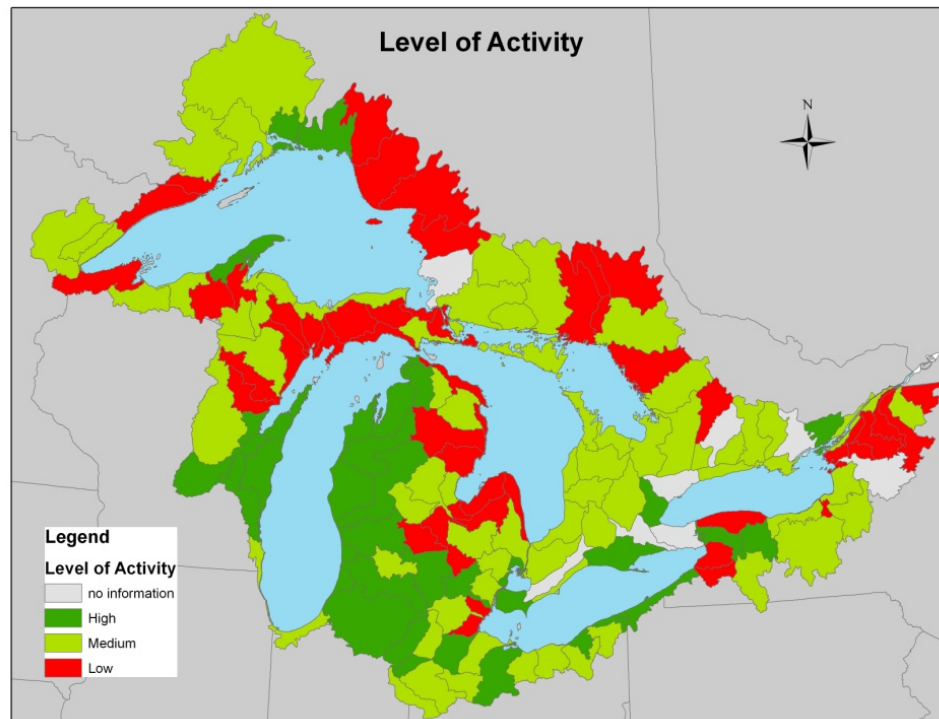 Level of Activity
N
Legend
Level of Activity
no information
High
Medium
Low